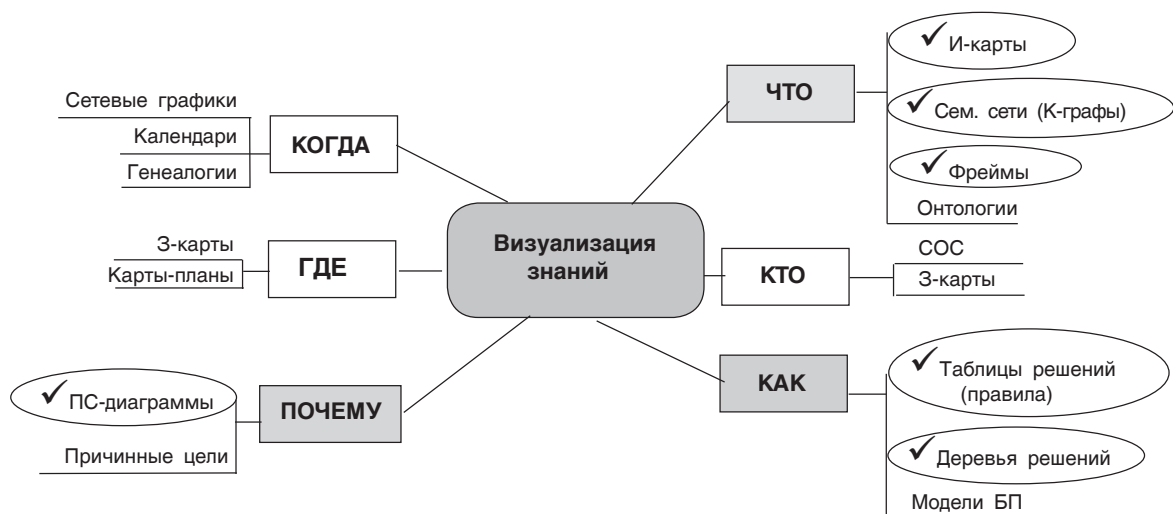 Визуализация
знаний
ЧТО
✓ И-карты
✓ Сем. сети (К-графы)
✓ Фреймы
Онтологии
КТО
СОС
З-карты
КАК
✓ Таблицы решений
(правила)
✓ Деревья решений
Модели БП
КОГДА
Сетевые графики
Календари
Генеалогии
ГДЕ
З-карты
Карты-планы
ПОЧЕМУ
✓ ПС-диаграммы
Причинные цели